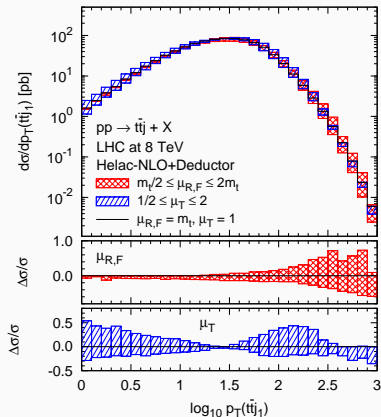 dσ/dp_T(tt̄j₁) [pb]
10²
10¹
10⁰
10⁻¹
10⁻²
pp → tt̄j + X
LHC at 8 TeV
Helac-NLO+Deductor
m_t/2 ≤ μ_R,F ≤ 2m_t
1/2 ≤ μ_T ≤ 2
μ_R,F = m_t, μ_T = 1
Δσ/σ
1.0
0.0
μ_R,F
Δσ/σ
0.5
0.0
-0.4
μ_T
0 0.5 1.0 1.5 2.0 2.5 3
log₁₀ p_T(tt̄j₁)